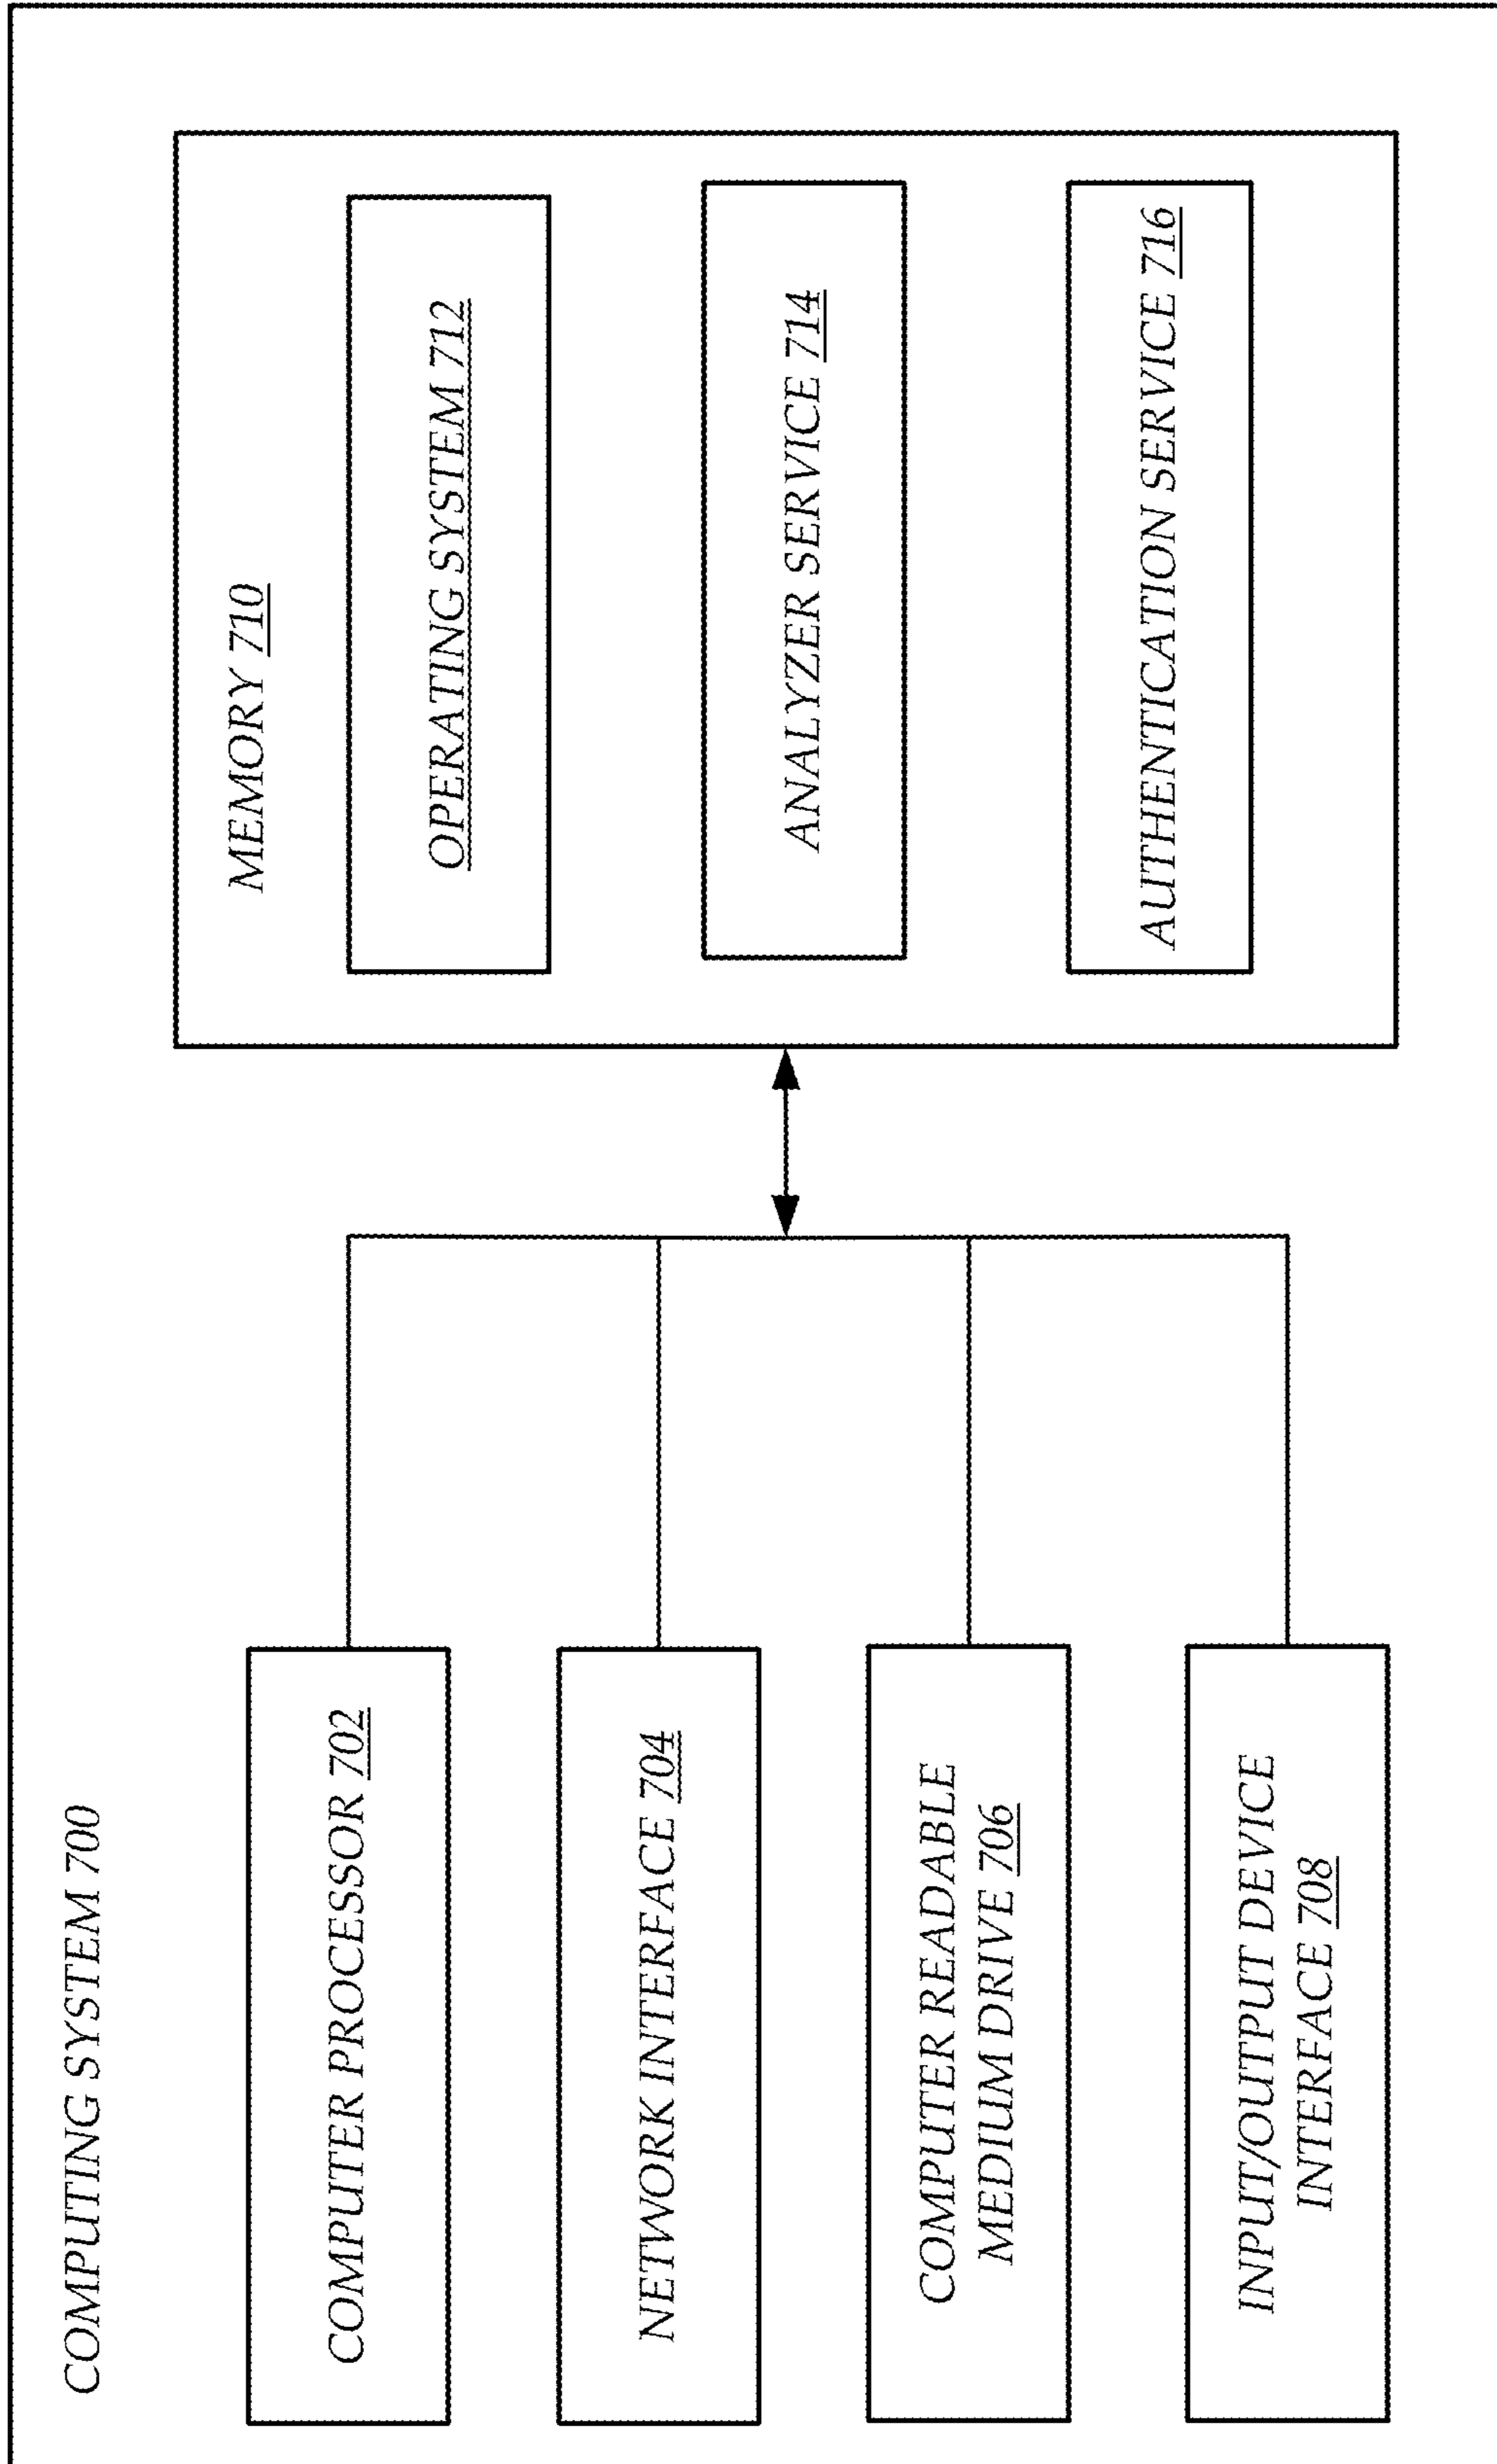 COMPUTING SYSTEM 700
COMPUTER PROCESSOR 702
NETWORK INTERFACE 704
COMPUTER READABLE
MEDIUM DRIVE 706
INPUT/OUTPUT DEVICE
INTERFACE 708
MEMORY 710
OPERATING SYSTEM 712
ANALYZER SERVICE 714
AUTHENTICATION SERVICE 716